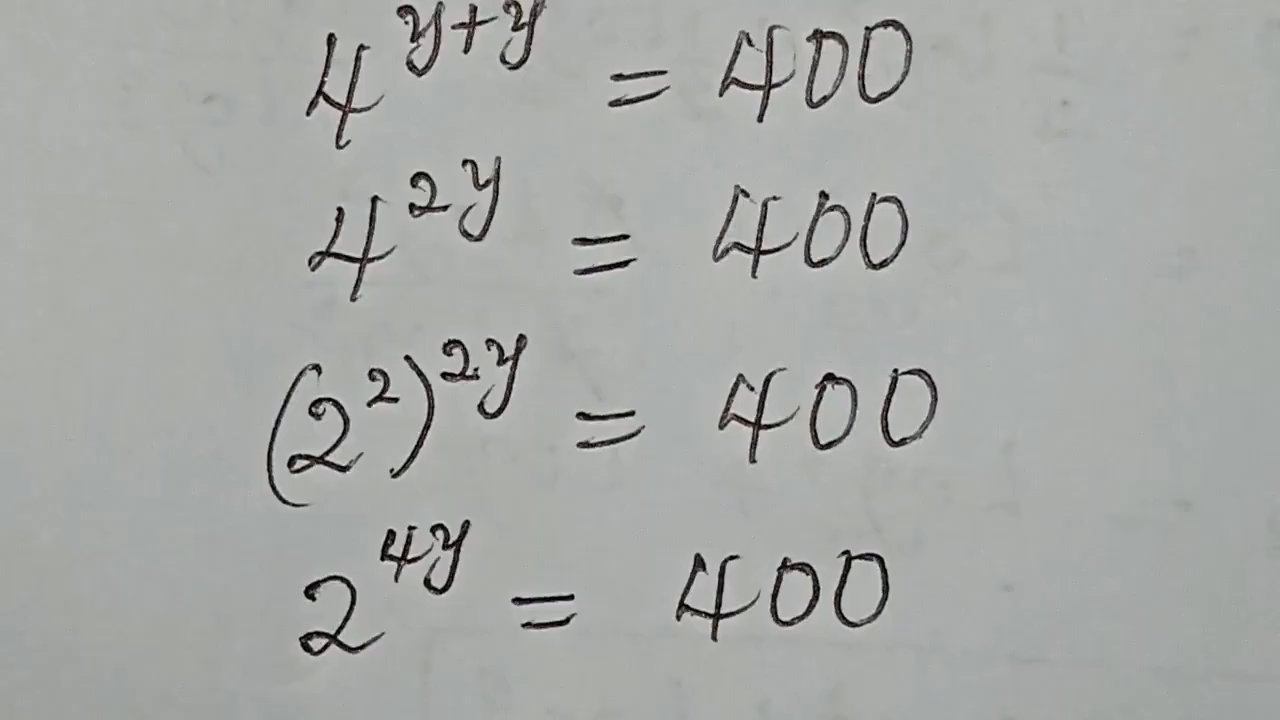 4^{y+y} = 400
4^{2y} = 400
(2^2)^{2y} = 400
2^{4y} = 400